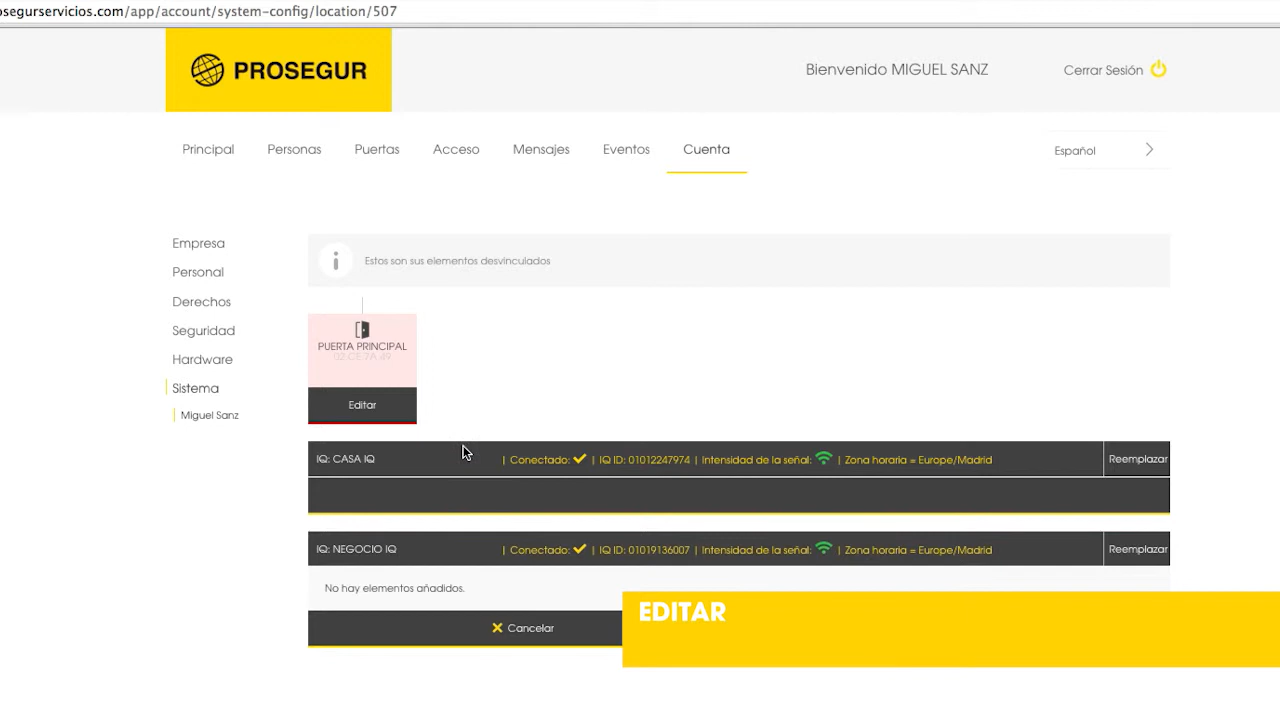 osegurservicios.com/app/account/system-config/location/507
PROSEGUR
Bienvenido MIGUEL SANZ
Cerrar Sesión
Principal Personas Puertas Acceso Mensajes Eventos Cuenta
Español
Empresa
Personal
Derechos
Seguridad
Hardware
Sistema
Miguel Sanz
Estos son sus elementos desvinculados
PUERTA PRINCIPAL
02:CE:7A:49
Editar
IQ: CASA IQ | Conectado: | IQ ID: 01012247974 | Intensidad de la señal: | Zona horaria = Europe/Madrid Reemplazar
IQ: NEGOCIO IQ | Conectado: | IQ ID: 01019136007 | Intensidad de la señal: | Zona horaria = Europe/Madrid Reemplazar
No hay elementos añadidos.
Cancelar
EDITAR